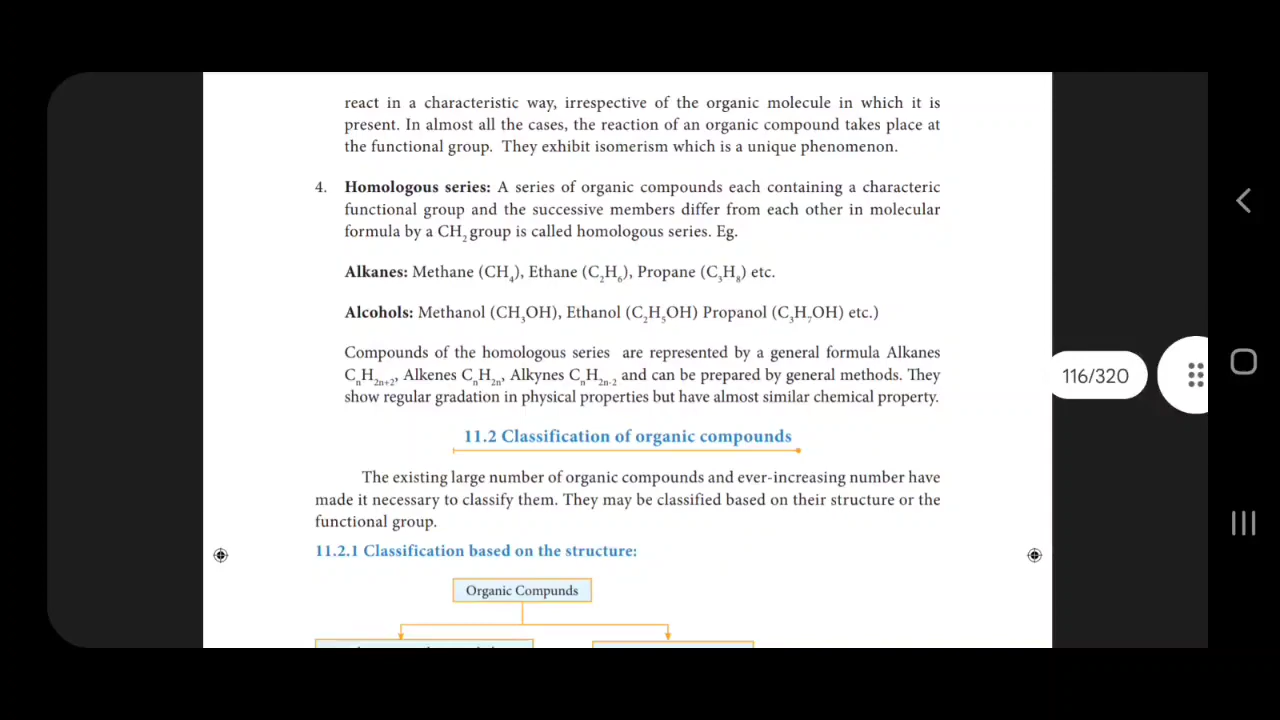 react in a characteristic way, irrespective of the organic molecule in which it is
present. In almost all the cases, the reaction of an organic compound takes place at
the functional group. They exhibit isomerism which is a unique phenomenon.
4. Homologous series: A series of organic compounds each containing a characteric
functional group and the successive members differ from each other in molecular
formula by a CH₂ group is called homologous series. Eg.
Alkanes: Methane (CH₄), Ethane (C₂H₆), Propane (C₃H₈) etc.
Alcohols: Methanol (CH₃OH), Ethanol (C₂H₅OH) Propanol (C₃H₇OH) etc.)
Compounds of the homologous series are represented by a general formula Alkanes
CₙH₂ₙ₊₂, Alkenes CₙH₂ₙ, Alkynes CₙH₂ₙ₋₂ and can be prepared by general methods. They
show regular gradation in physical properties but have almost similar chemical property.
116/320
11.2 Classification of organic compounds
The existing large number of organic compounds and ever-increasing number have
made it necessary to classify them. They may be classified based on their structure or the
functional group.
11.2.1 Classification based on the structure:
Organic Compunds